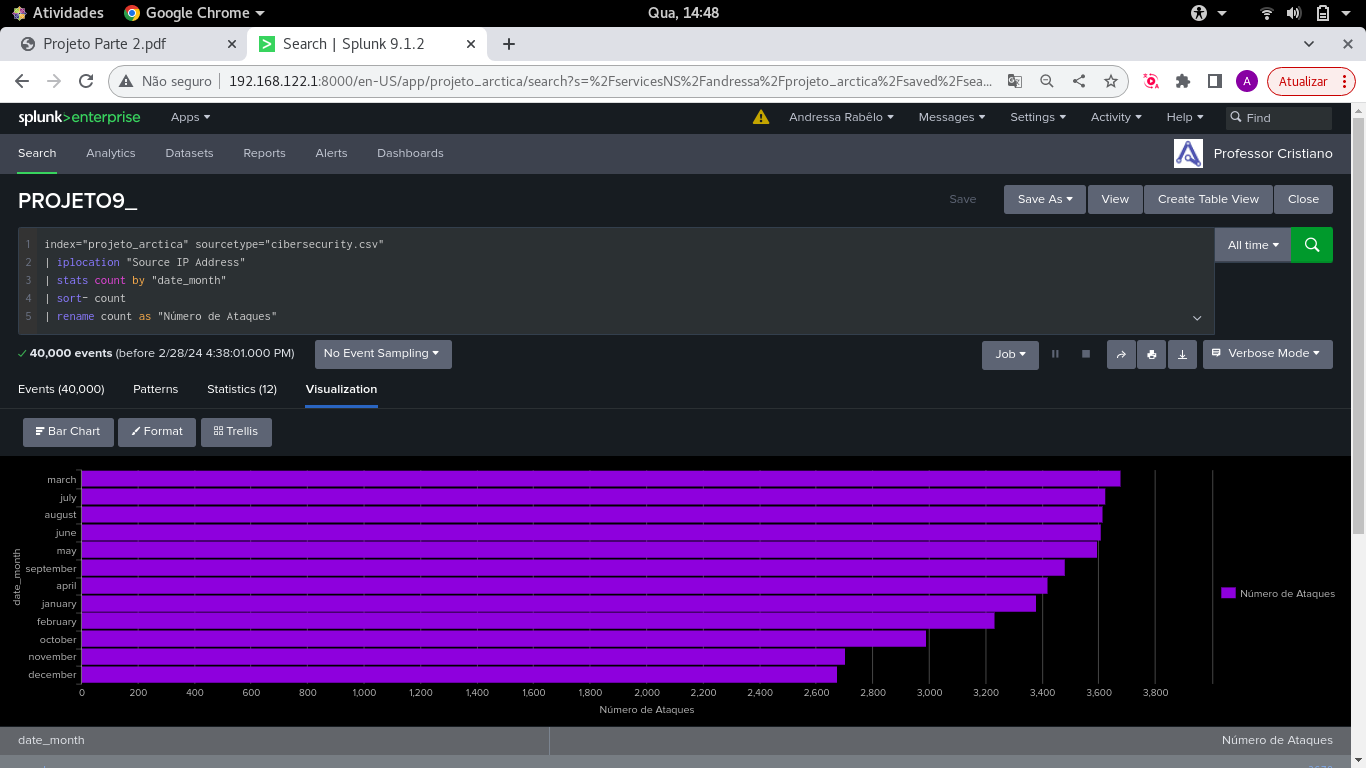 Atividades Google Chrome Qua, 14:48
Projeto Parte 2.pdf Search | Splunk 9.1.2
Não seguro 192.168.122.1:8000/en-US/app/projeto_arctica/search?s=%2FservicesNS%2Fandressa%2Fprojeto_arctica%2Fsaved%2Fsea... A Atualizar
splunk>enterprise Apps Andressa Rabêlo Messages Settings Activity Help Find
Search Analytics Datasets Reports Alerts Dashboards Professor Cristiano
PROJETO9_ Save Save As View Create Table View Close
1 index="projeto_arctica" sourcetype="cibersecurity.csv"
2 | iplocation "Source IP Address"
3 | stats count by "date_month"
4 | sort- count
5 | rename count as "Número de Ataques"
All time
40,000 events (before 2/28/24 4:38:01.000 PM) No Event Sampling Job Verbose Mode
Events (40,000) Patterns Statistics (12) Visualization
Bar Chart Format Trellis
date_month
march
july
august
june
may
september
april
january
february
october
november
december
0 200 400 600 800 1,000 1,200 1,400 1,600 1,800 2,000 2,200 2,400 2,600 2,800 3,000 3,200 3,400 3,600 3,800
Número de Ataques
Número de Ataques
date_month Número de Ataques